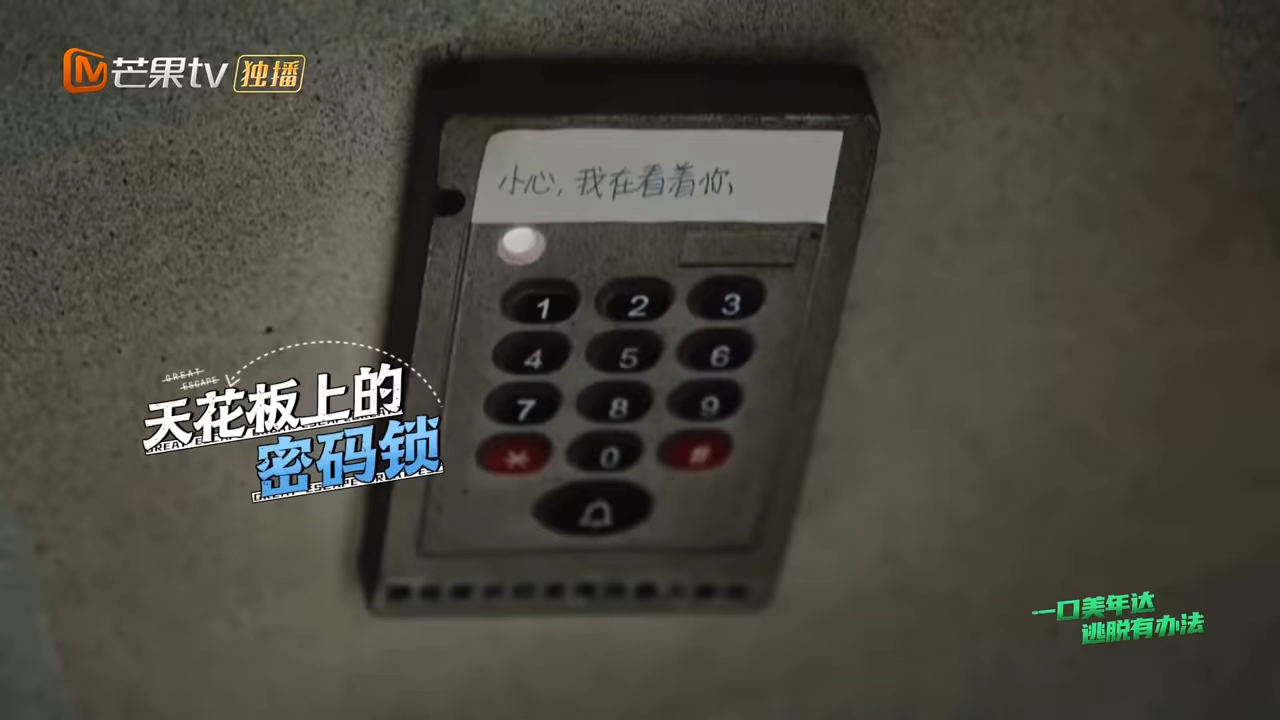 芒果tv 独播
小心,我在看着你
1 2 3
4 5 6
7 8 9
* 0 #
GREAT
ESCAPE
天花板上的
密码锁
一口美年达
逃脱有办法